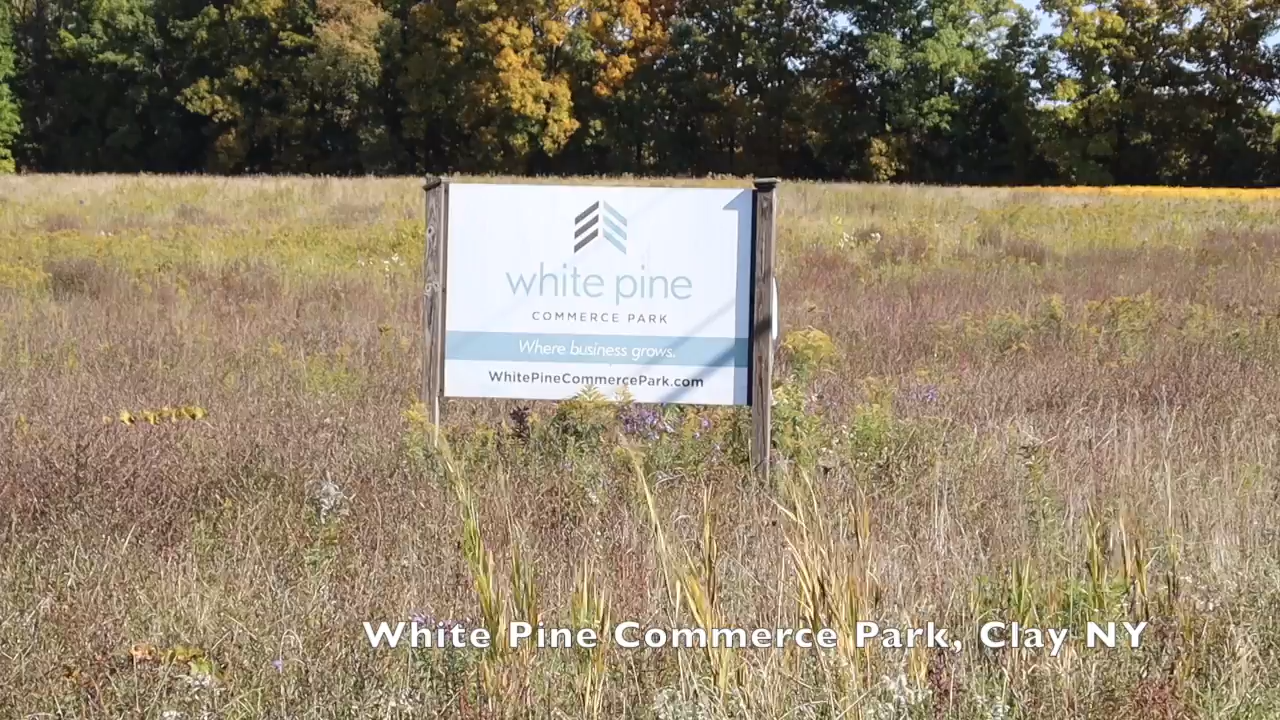 white pine
COMMERCE PARK
Where business grows.
WhitePineCommercePark.com
White Pine Commerce Park, Clay NY